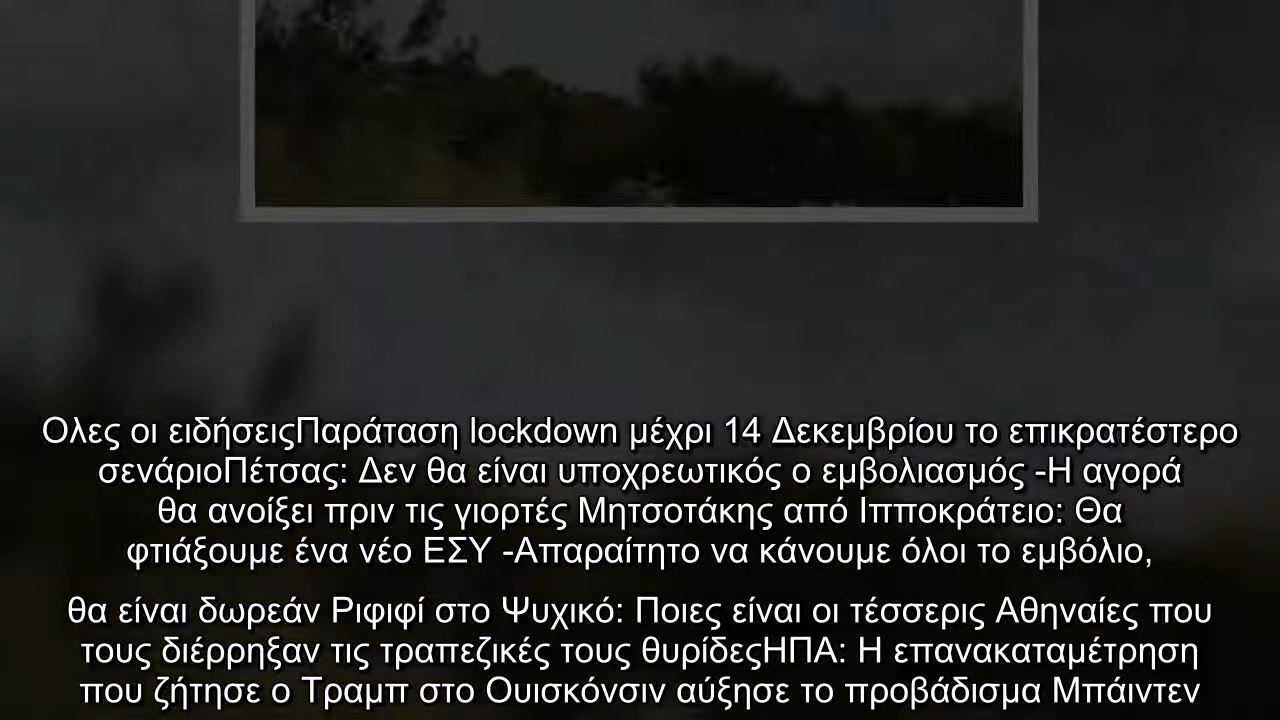 Ολες οι ειδήσειςΠαράταση lockdown μέχρι 14 Δεκεμβρίου το επικρατέστερο
σενάριοΠέτσας: Δεν θα είναι υποχρεωτικός ο εμβολιασμός -Η αγορά
θα ανοίξει πριν τις γιορτές Μητσοτάκης από Ιπποκράτειο: Θα
φτιάξουμε ένα νέο ΕΣΥ -Απαραίτητο να κάνουμε όλοι το εμβόλιο,
θα είναι δωρεάν Ριφιφί στο Ψυχικό: Ποιες είναι οι τέσσερις Αθηναίες που
τους διέρρηξαν τις τραπεζικές τους θυρίδεςΗΠΑ: Η επανακαταμέτρηση
που ζήτησε ο Τραμπ στο Ουισκόνσιν αύξησε το προβάδισμα Μπάιντεν